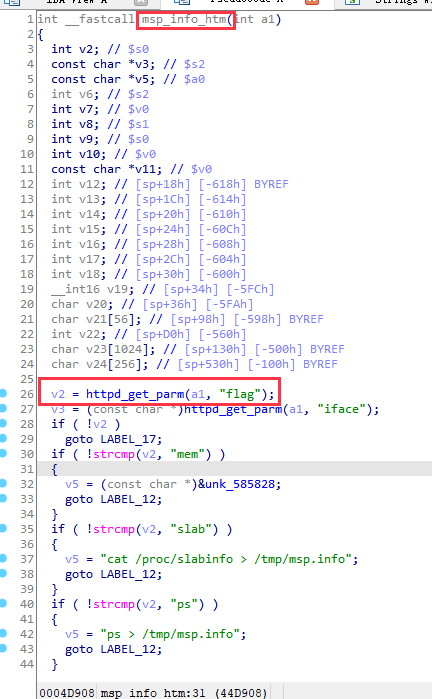 1 int __fastcall msp_info_htm(int a1)
2 {
3 int v2; // $s0
4 const char *v3; // $s2
5 const char *v5; // $a0
6 int v6; // $s2
7 int v7; // $v0
8 int v8; // $s1
9 int v9; // $s0
10 int v10; // $v0
11 const char *v11; // $v0
12 int v12; // [sp+18h] [-618h] BYREF
13 int v13; // [sp+1Ch] [-614h]
14 int v14; // [sp+20h] [-610h]
15 int v15; // [sp+24h] [-60Ch]
16 int v16; // [sp+28h] [-608h]
17 int v17; // [sp+2Ch] [-604h]
18 int v18; // [sp+30h] [-600h]
19 __int16 v19; // [sp+34h] [-5FCh]
20 char v20; // [sp+36h] [-5FAh]
21 char v21[56]; // [sp+98h] [-598h] BYREF
22 int v22; // [sp+D0h] [-560h]
23 char v23[1024]; // [sp+130h] [-500h] BYREF
24 char v24[256]; // [sp+530h] [-100h] BYREF
25
26 v2 = httpd_get_parm(a1, "flag");
27 v3 = (const char *)httpd_get_parm(a1, "iface");
28 if ( !v2 )
29 goto LABEL_17;
30 if ( !strcmp(v2, "mem") )
31 {
32 v5 = (const char *)&unk_585828;
33 goto LABEL_12;
34 }
35 if ( !strcmp(v2, "slab") )
36 {
37 v5 = "cat /proc/slabinfo > /tmp/msp.info";
38 goto LABEL_12;
39 }
40 if ( !strcmp(v2, "ps") )
41 {
42 v5 = "ps > /tmp/msp.info";
43 goto LABEL_12;
44 }
0004D908 msp_info_htm:31 (44D908)